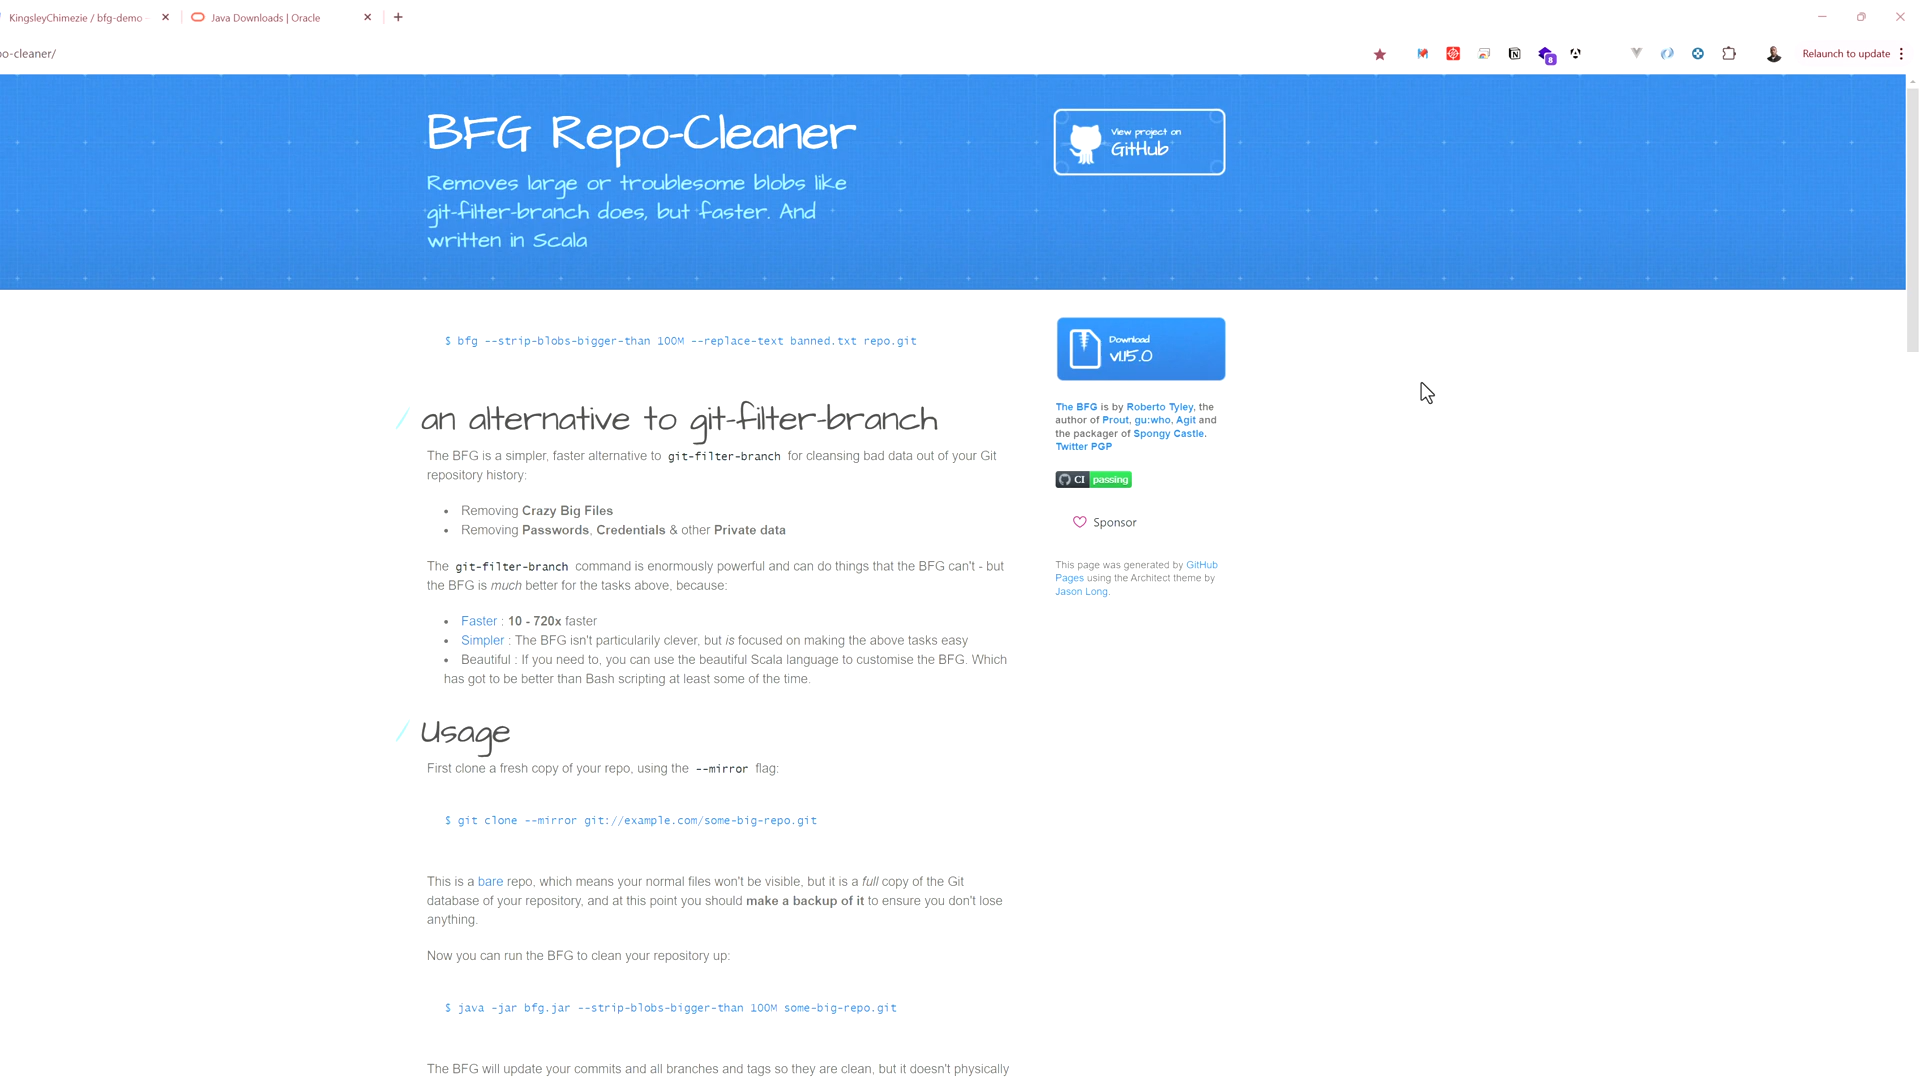 KingsleyChimezie / bfg-demo
Java Downloads | Oracle
po-cleaner/
8
Relaunch to update
BFG Repo-Cleaner
Removes large or troublesome blobs like
git-filter-branch does, but faster. And
written in Scala
View project on
GitHub
$ bfg --strip-blobs-bigger-than 100M --replace-text banned.txt repo.git
Download
v1.15.0
an alternative to git-filter-branch
The BFG is a simpler, faster alternative to git-filter-branch for cleansing bad data out of your Git
repository history:
• Removing Crazy Big Files
• Removing Passwords, Credentials & other Private data
The git-filter-branch command is enormously powerful and can do things that the BFG can't - but
the BFG is much better for the tasks above, because:
• Faster : 10 - 720x faster
• Simpler : The BFG isn't particularily clever, but is focused on making the above tasks easy
• Beautiful : If you need to, you can use the beautiful Scala language to customise the BFG. Which
has got to be better than Bash scripting at least some of the time.
The BFG is by Roberto Tyley, the
author of Prout, gu:who, Agit and
the packager of Spongy Castle.
Twitter PGP
CI passing
Sponsor
This page was generated by GitHub
Pages using the Architect theme by
Jason Long.
Usage
First clone a fresh copy of your repo, using the --mirror flag:
$ git clone --mirror git://example.com/some-big-repo.git
This is a bare repo, which means your normal files won't be visible, but it is a full copy of the Git
database of your repository, and at this point you should make a backup of it to ensure you don't lose
anything.
Now you can run the BFG to clean your repository up:
$ java -jar bfg.jar --strip-blobs-bigger-than 100M some-big-repo.git
The BFG will update your commits and all branches and tags so they are clean, but it doesn't physically